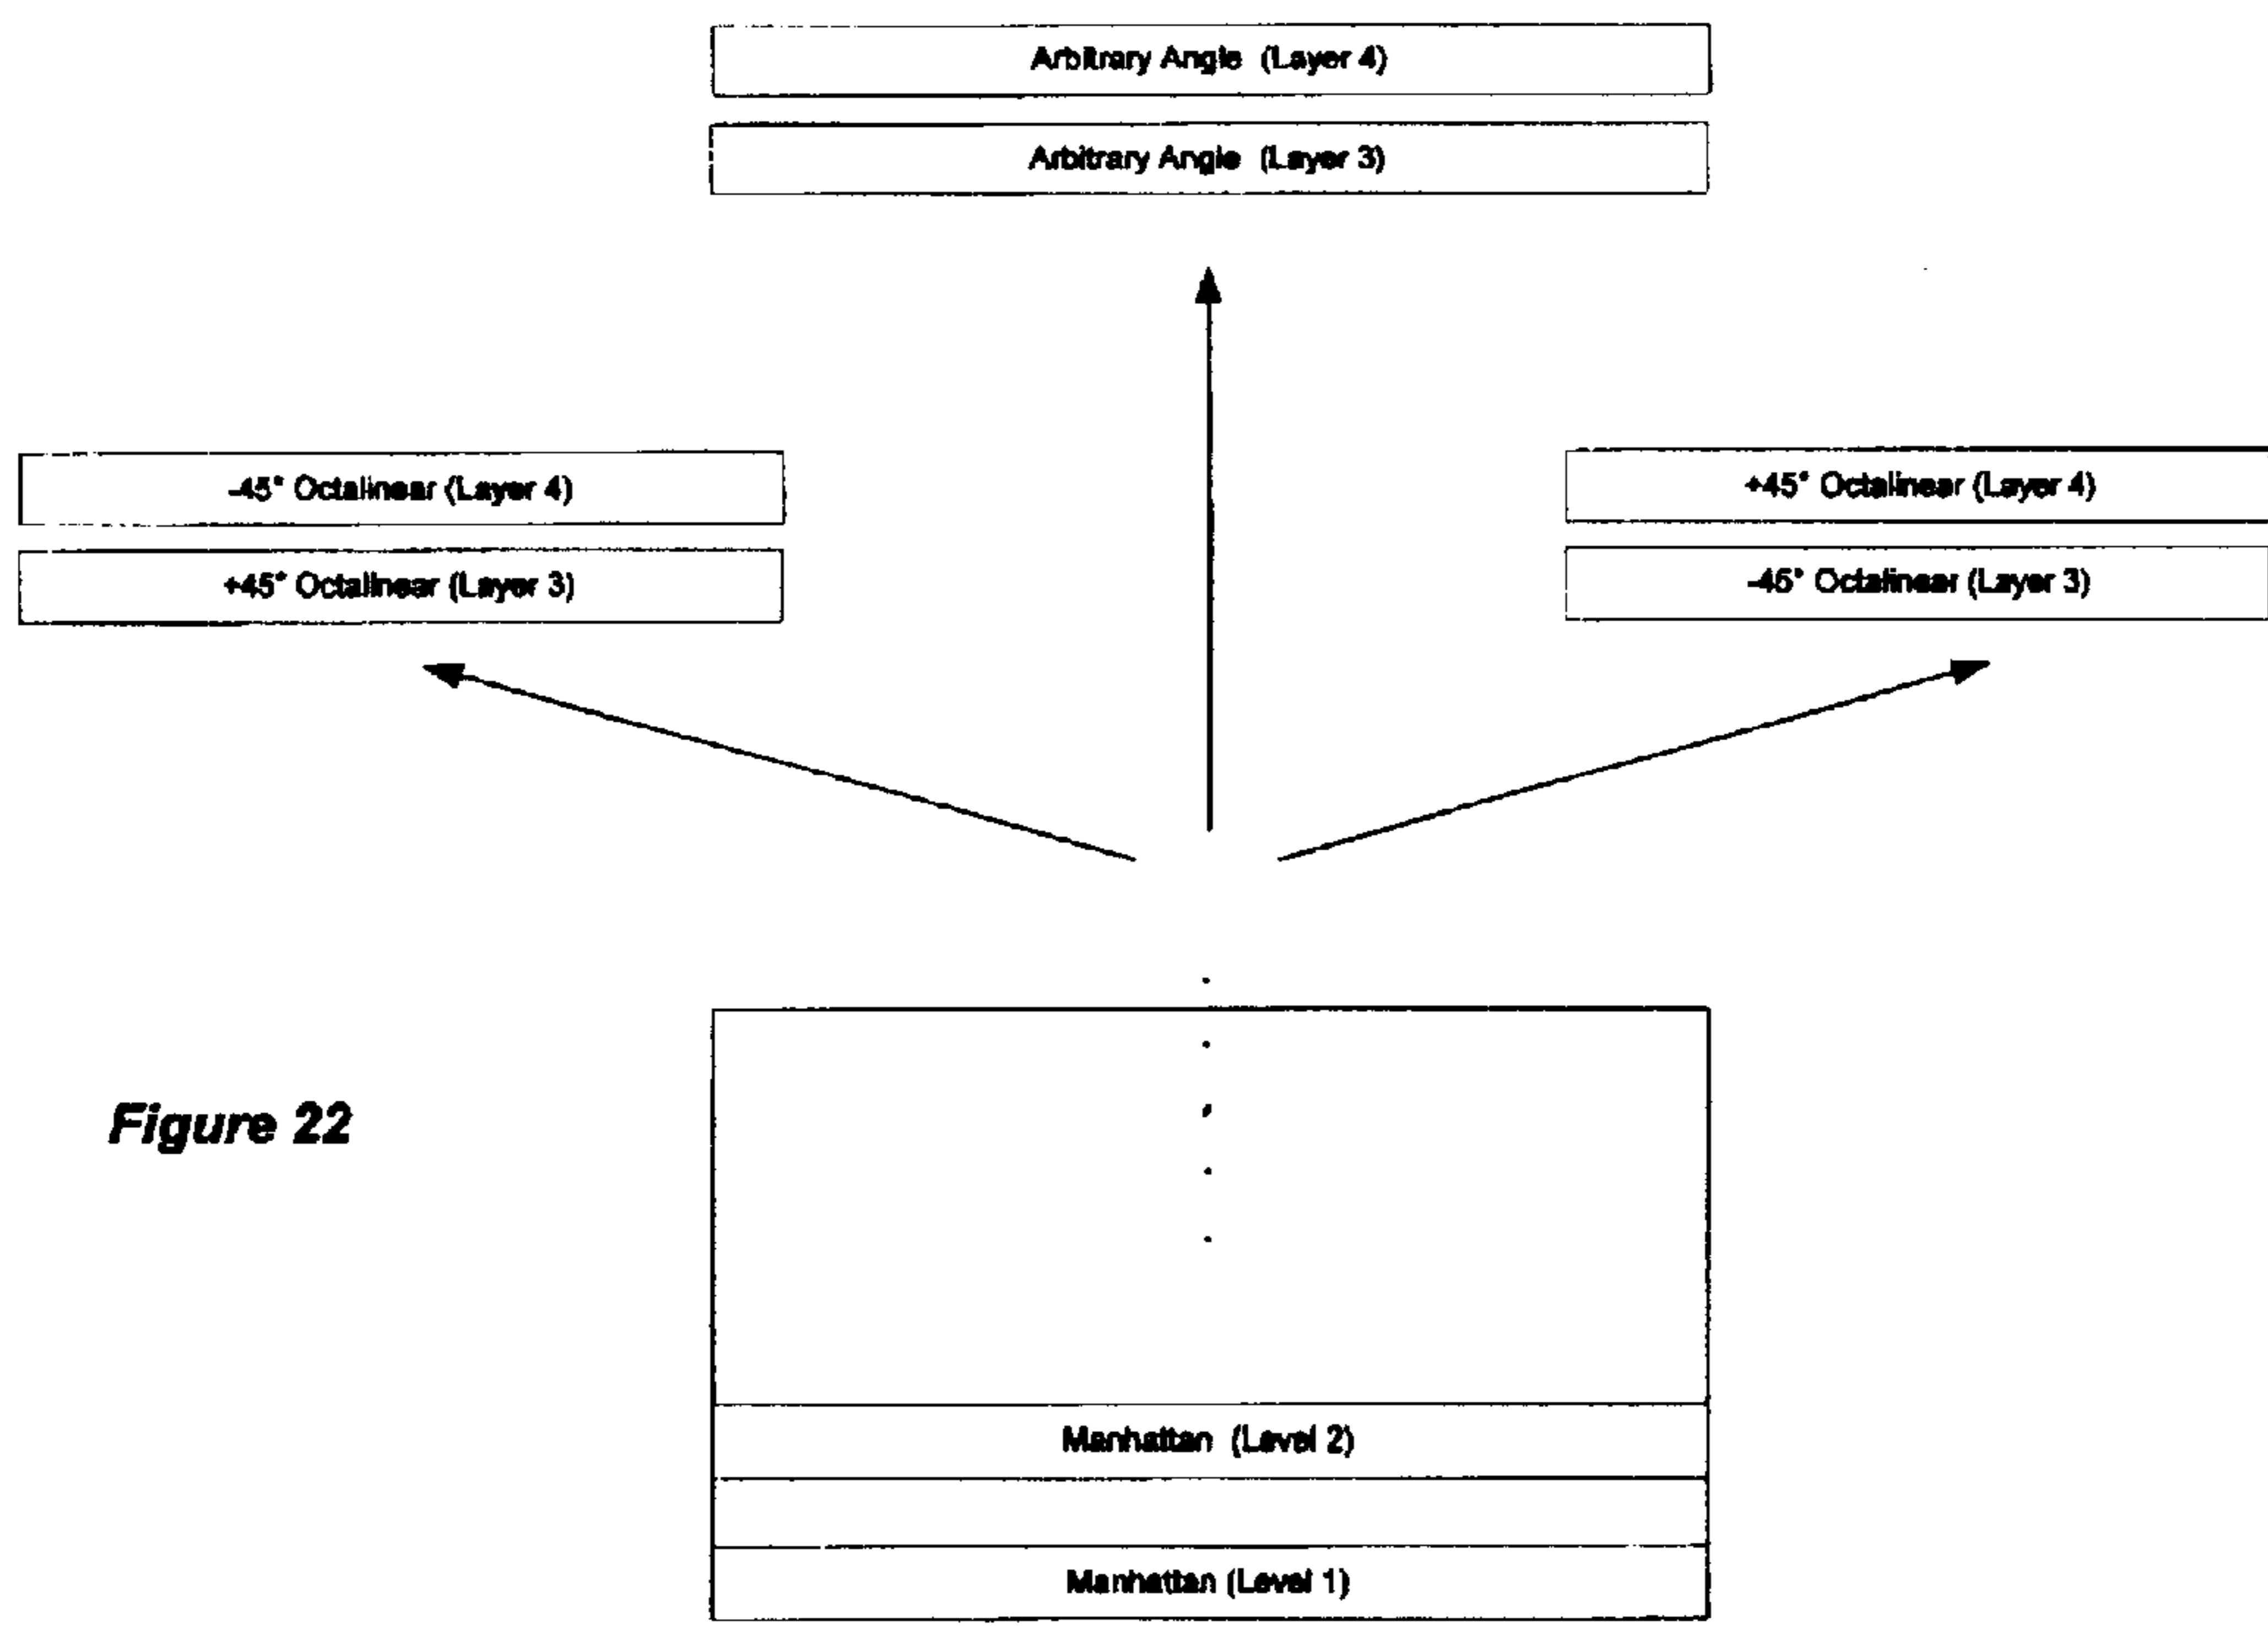 Arbitrary Angle (Layer 4)
Arbitrary Angle (Layer 3)
-45° Octalinear (Layer 4)
+45° Octalinear (Layer 4)
+45° Octalinear (Layer 3)
-45° Octalinear (Layer 3)
Figure 22
Manhattan (Level 2)
Manhattan (Level 1)